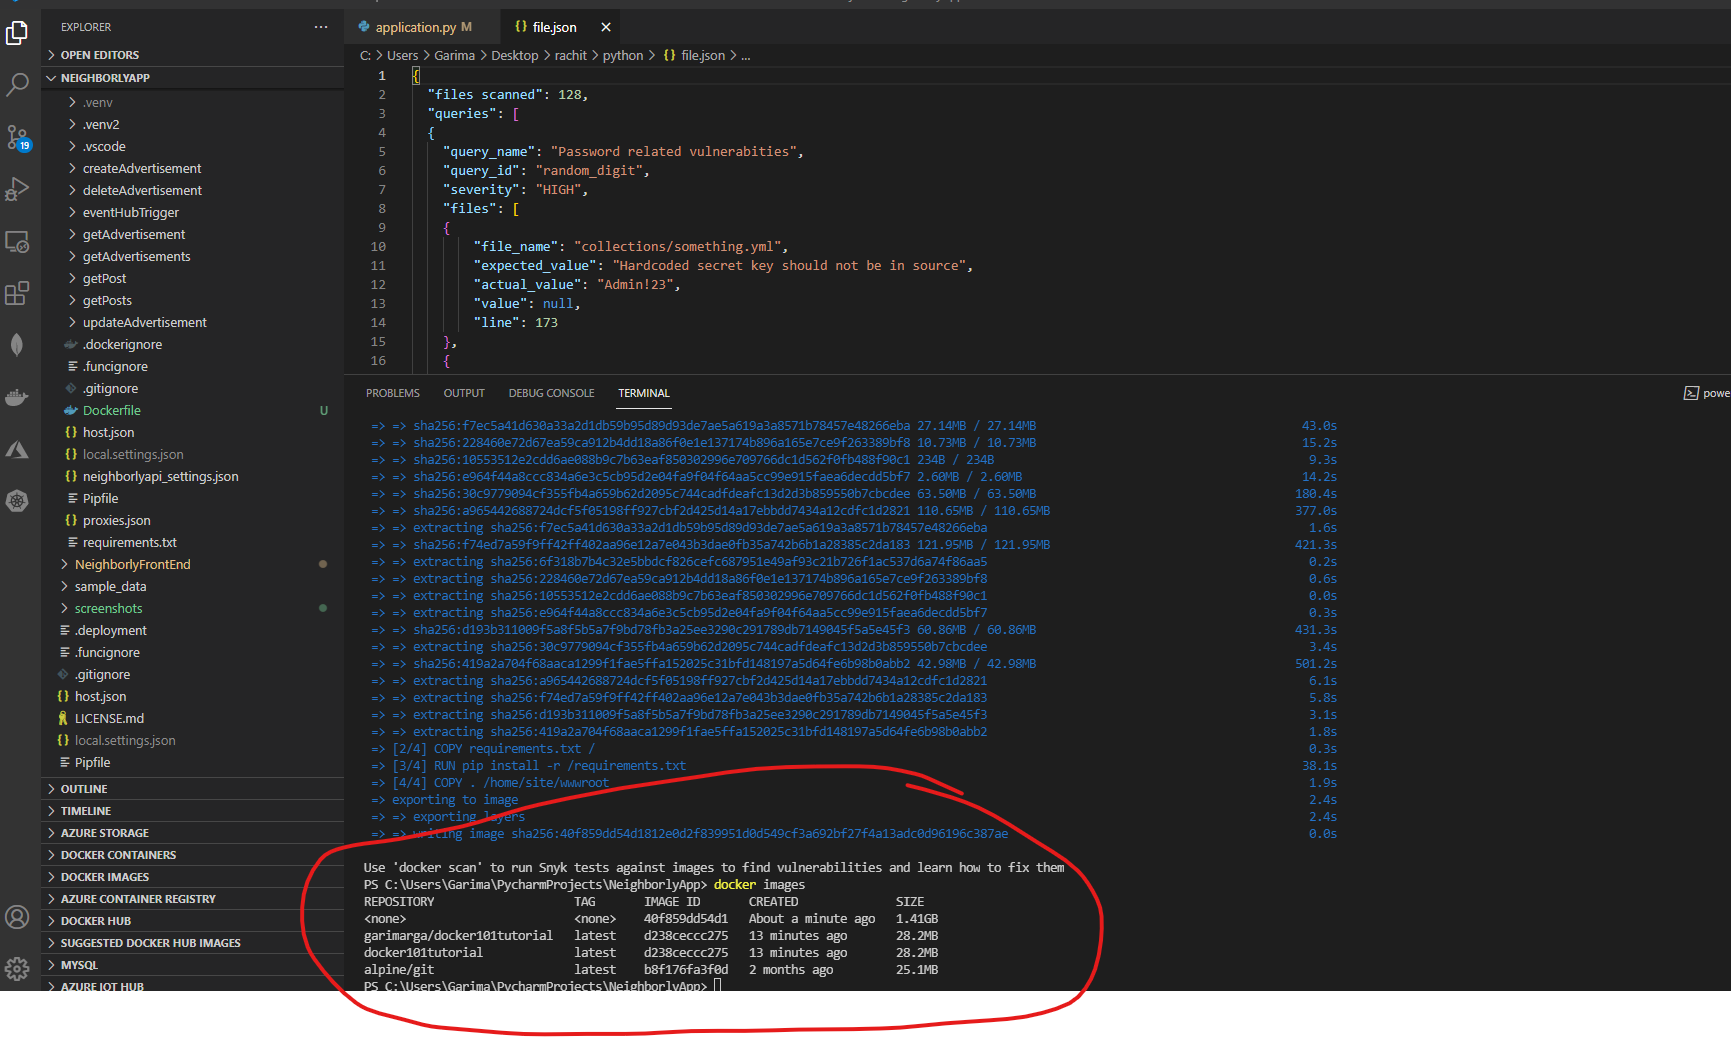 EXPLORER
OPEN EDITORS
NEIGHBORLYAPP
.venv
.venv2
.vscode
createAdvertisement
deleteAdvertisement
eventHubTrigger
getAdvertisement
getAdvertisements
getPost
getPosts
updateAdvertisement
.dockerignore
.funcignore
.gitignore
Dockerfile U
host.json
local.settings.json
neighborlyapi_settings.json
Pipfile
proxies.json
requirements.txt
NeighborlyFrontEnd
sample_data
screenshots
.deployment
.funcignore
.gitignore
host.json
LICENSE.md
local.settings.json
Pipfile
OUTLINE
TIMELINE
AZURE STORAGE
DOCKER CONTAINERS
DOCKER IMAGES
AZURE CONTAINER REGISTRY
DOCKER HUB
SUGGESTED DOCKER HUB IMAGES
MYSQL
AZURE IOT HUB
19
application.py M
{} file.json ×
C: > Users > Garima > Desktop > rachit > python > {} file.json > ...
1 {
2 "files scanned": 128,
3 "queries": [
4 {
5 "query_name": "Password related vulnerabities",
6 "query_id": "random_digit",
7 "severity": "HIGH",
8 "files": [
9 {
10 "file_name": "collections/something.yml",
11 "expected_value": "Hardcoded secret key should not be in source",
12 "actual_value": "Admin!23",
13 "value": null,
14 "line": 173
15 },
16 {
PROBLEMS OUTPUT DEBUG CONSOLE TERMINAL
powe
=> => sha256:f7ec5a41d630a33a2d1db59b95d89d93de7ae5a619a3a8571b78457e48266eba 27.14MB / 27.14MB 43.0s
=> => sha256:228460e72d67ea59ca912b4dd18a86f0e1e137174b896a165e7ce9f263389bf8 10.73MB / 10.73MB 15.2s
=> => sha256:10553512e2cdd6ae088b9c7b63eaf850302996e709766dc1d562f0fb488f90c1 234B / 234B 9.3s
=> => sha256:e964f44a8ccc834a6e3c5cb95d2e04fa9f04f64aa5cc99e915faea6decdd5bf7 2.60MB / 2.60MB 14.2s
=> => sha256:30c9779094cf355fb4a659b62d2095c744cadfdeafc13d2d3b859550b7cbcdee 63.50MB / 63.50MB 180.4s
=> => sha256:a965442688724dcf5f05198ff927cbf2d425d14a17ebbdd7434a12cdfc1d2821 110.65MB / 110.65MB 377.0s
=> => extracting sha256:f7ec5a41d630a33a2d1db59b95d89d93de7ae5a619a3a8571b78457e48266eba 1.6s
=> => sha256:f74ed7a59f9ff42ff402aa96e12a7e043b3dae0fb35a742b6b1a28385c2da183 121.95MB / 121.95MB 421.3s
=> => extracting sha256:6f318b7b4c32e5bbdcf826cefc687951e49af93c21b726f1ac537d6a74f86aa5 0.2s
=> => extracting sha256:228460e72d67ea59ca912b4dd18a86f0e1e137174b896a165e7ce9f263389bf8 0.6s
=> => extracting sha256:10553512e2cdd6ae088b9c7b63eaf850302996e709766dc1d562f0fb488f90c1 0.0s
=> => extracting sha256:e964f44a8ccc834a6e3c5cb95d2e04fa9f04f64aa5cc99e915faea6decdd5bf7 0.3s
=> => sha256:d193b311009f5a8f5b5a7f9bd78fb3a25ee3290c291789db7149045f5a5e45f3 60.86MB / 60.86MB 431.3s
=> => extracting sha256:30c9779094cf355fb4a659b62d2095c744cadfdeafc13d2d3b859550b7cbcdee 3.4s
=> => sha256:419a2a704f68aaca1299f1fae5ffa152025c31bfd148197a5d64fe6b98b0abb2 42.98MB / 42.98MB 501.2s
=> => extracting sha256:a965442688724dcf5f05198ff927cbf2d425d14a17ebbdd7434a12cdfc1d2821 6.1s
=> => extracting sha256:f74ed7a59f9ff42ff402aa96e12a7e043b3dae0fb35a742b6b1a28385c2da183 5.8s
=> => extracting sha256:d193b311009f5a8f5b5a7f9bd78fb3a25ee3290c291789db7149045f5a5e45f3 3.1s
=> => extracting sha256:419a2a704f68aaca1299f1fae5ffa152025c31bfd148197a5d64fe6b98b0abb2 1.8s
=> [2/4] COPY requirements.txt / 0.3s
=> [3/4] RUN pip install -r /requirements.txt 38.1s
=> [4/4] COPY . /home/site/wwwroot 1.9s
=> exporting to image 2.4s
=> => exporting layers 2.4s
=> => writing image sha256:40f859dd54d1812e0d2f839951d0d549cf3a692bf27f4a13adc0d96196c387ae 0.0s
Use 'docker scan' to run Snyk tests against images to find vulnerabilities and learn how to fix them
PS C:\Users\Garima\PycharmProjects\NeighborlyApp> docker images
REPOSITORY TAG IMAGE ID CREATED SIZE
<none> <none> 40f859dd54d1 About a minute ago 1.41GB
garimarga/docker101tutorial latest d238ceccc275 13 minutes ago 28.2MB
docker101tutorial latest d238ceccc275 13 minutes ago 28.2MB
alpine/git latest b8f176fa3f0d 2 months ago 25.1MB
PS C:\Users\Garima\PycharmProjects\NeighborlyApp>